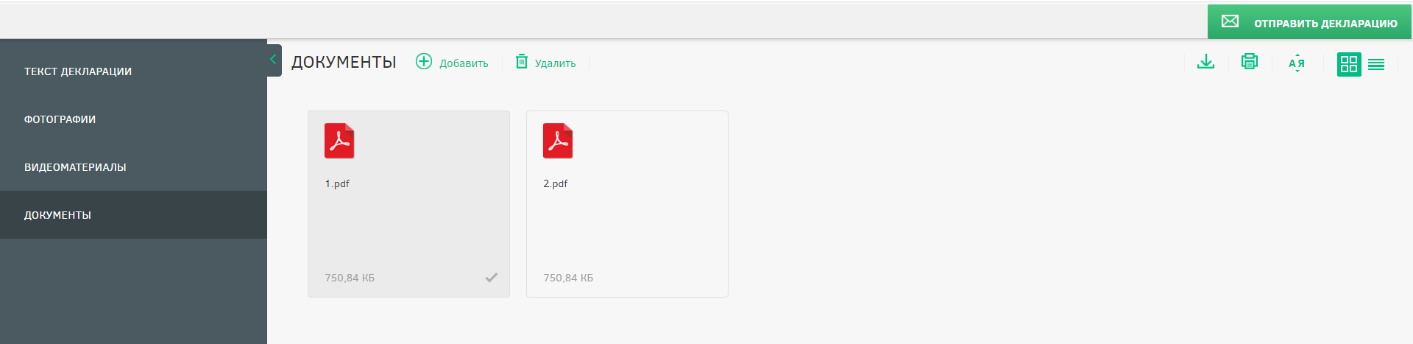 ОТПРАВИТЬ ДЕКЛАРАЦИЮ
ТЕКСТ ДЕКЛАРАЦИИ
ФОТОГРАФИИ
ВИДЕОМАТЕРИАЛЫ
ДОКУМЕНТЫ
ДОКУМЕНТЫ Добавить Удалить АЯ
1.pdf 2.pdf
750,84 КБ 750,84 КБ